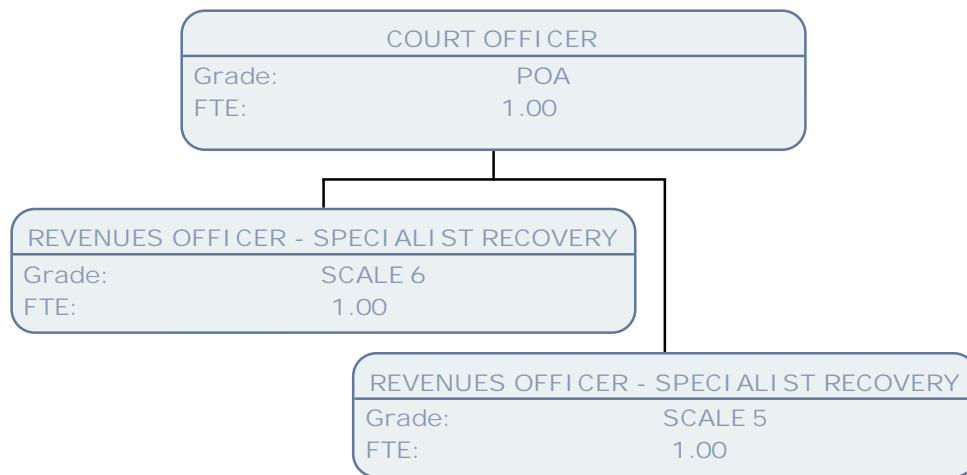 COURT OFFICER
Grade: POA
FTE: 1.00
REVENUES OFFICER - SPECIALIST RECOVERY
Grade: SCALE 6
FTE: 1.00
REVENUES OFFICER - SPECIALIST RECOVERY
Grade: SCALE 5
FTE: 1.00